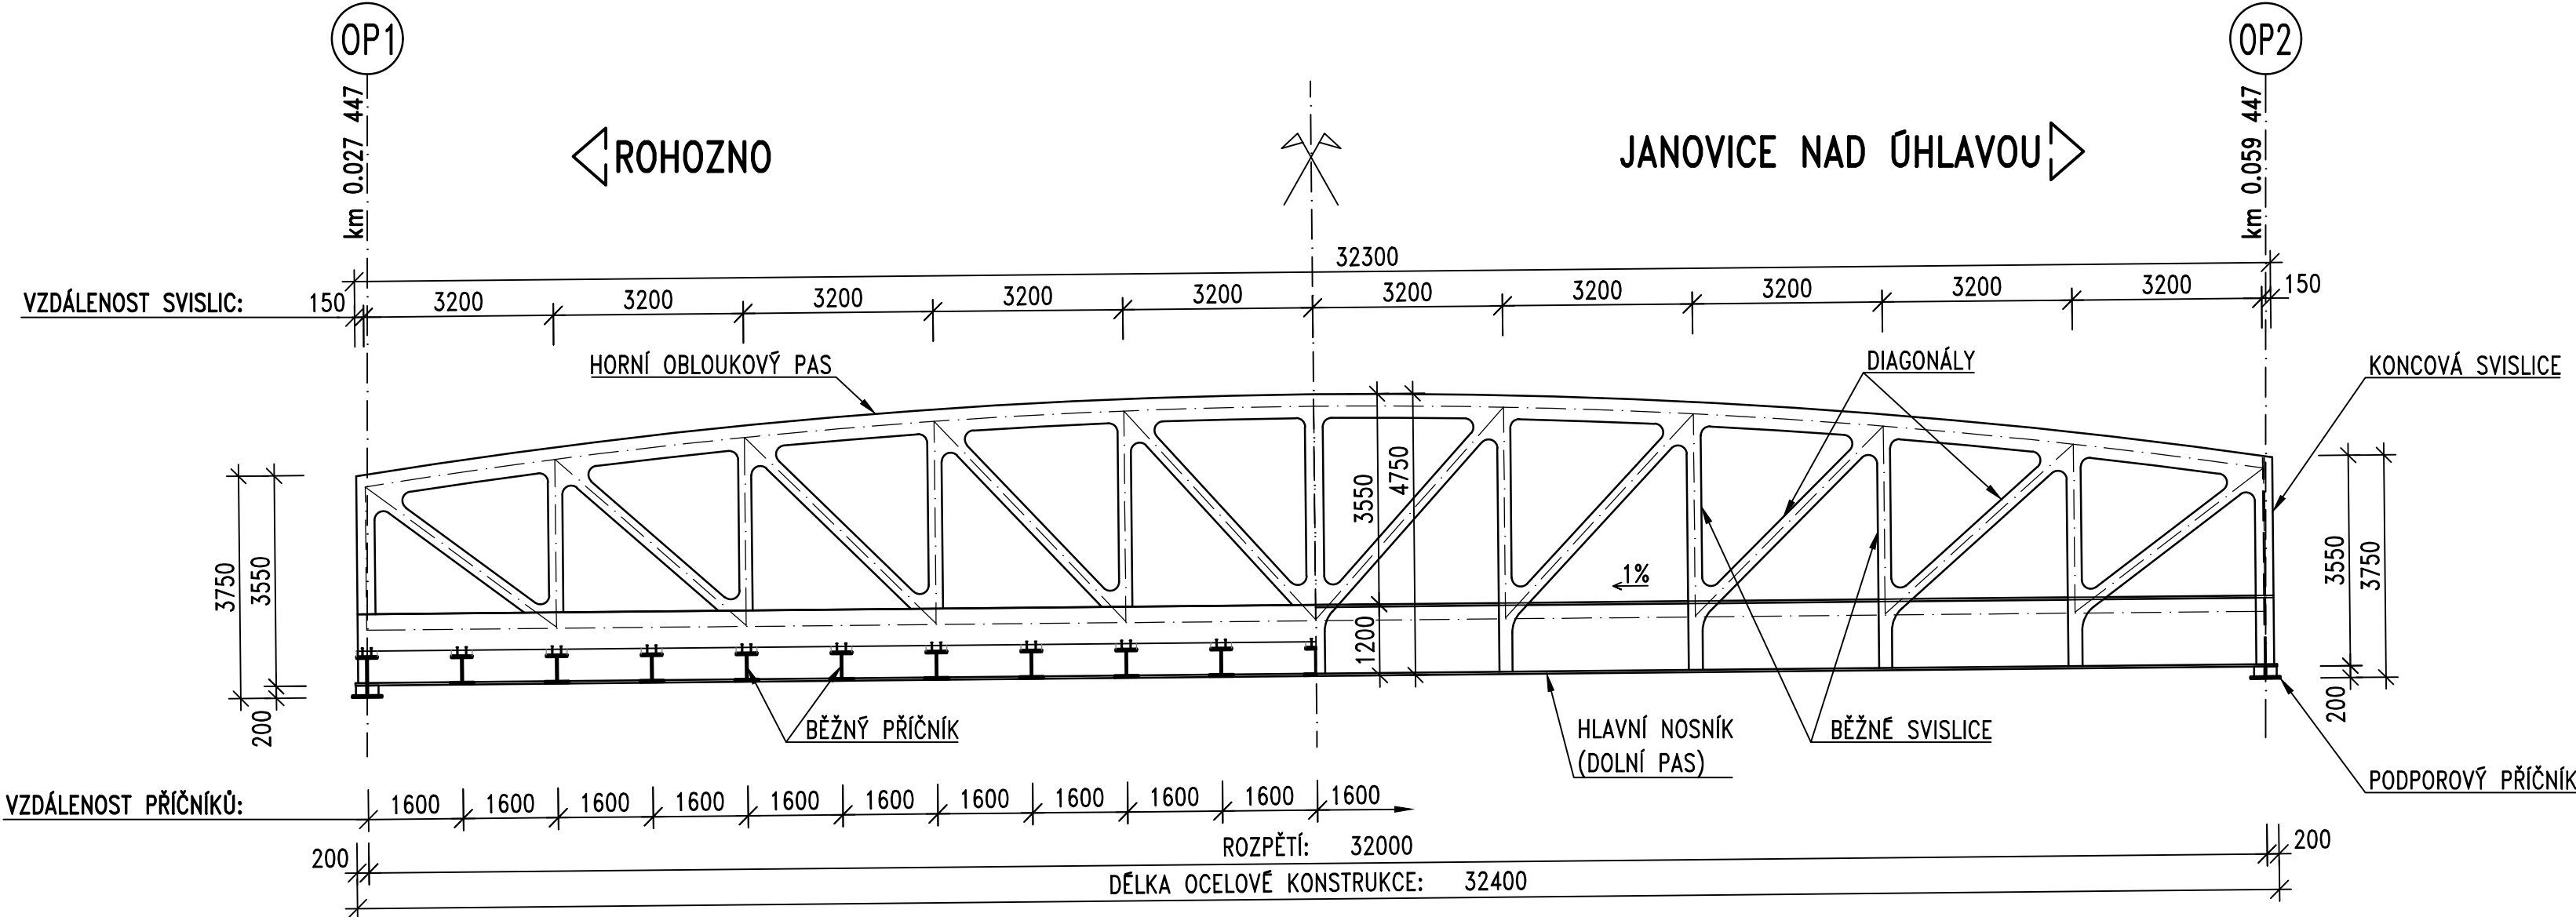 OP1
OP2
km 0.027 447
km 0.059 447
ROHOZNO
JANOVICE NAD ÚHLAVOU
32300
VZDÁLENOST SVISLIC: 150 3200 3200 3200 3200 3200 3200 3200 3200 3200 3200 150
HORNÍ OBLOUKOVÝ PAS
DIAGONÁLY
KONCOVÁ SVISLICE
3750
3550
200
3550
4750
1200
1%
3550
3750
200
BĚŽNÝ PŘÍČNÍK
HLAVNÍ NOSNÍK
(DOLNÍ PAS)
BĚŽNÉ SVISLICE
PODPOROVÝ PŘÍČNÍK
VZDÁLENOST PŘÍČNÍKŮ: 1600 1600 1600 1600 1600 1600 1600 1600 1600 1600 1600
200 ROZPĚTÍ: 32000 200
DÉLKA OCELOVÉ KONSTRUKCE: 32400